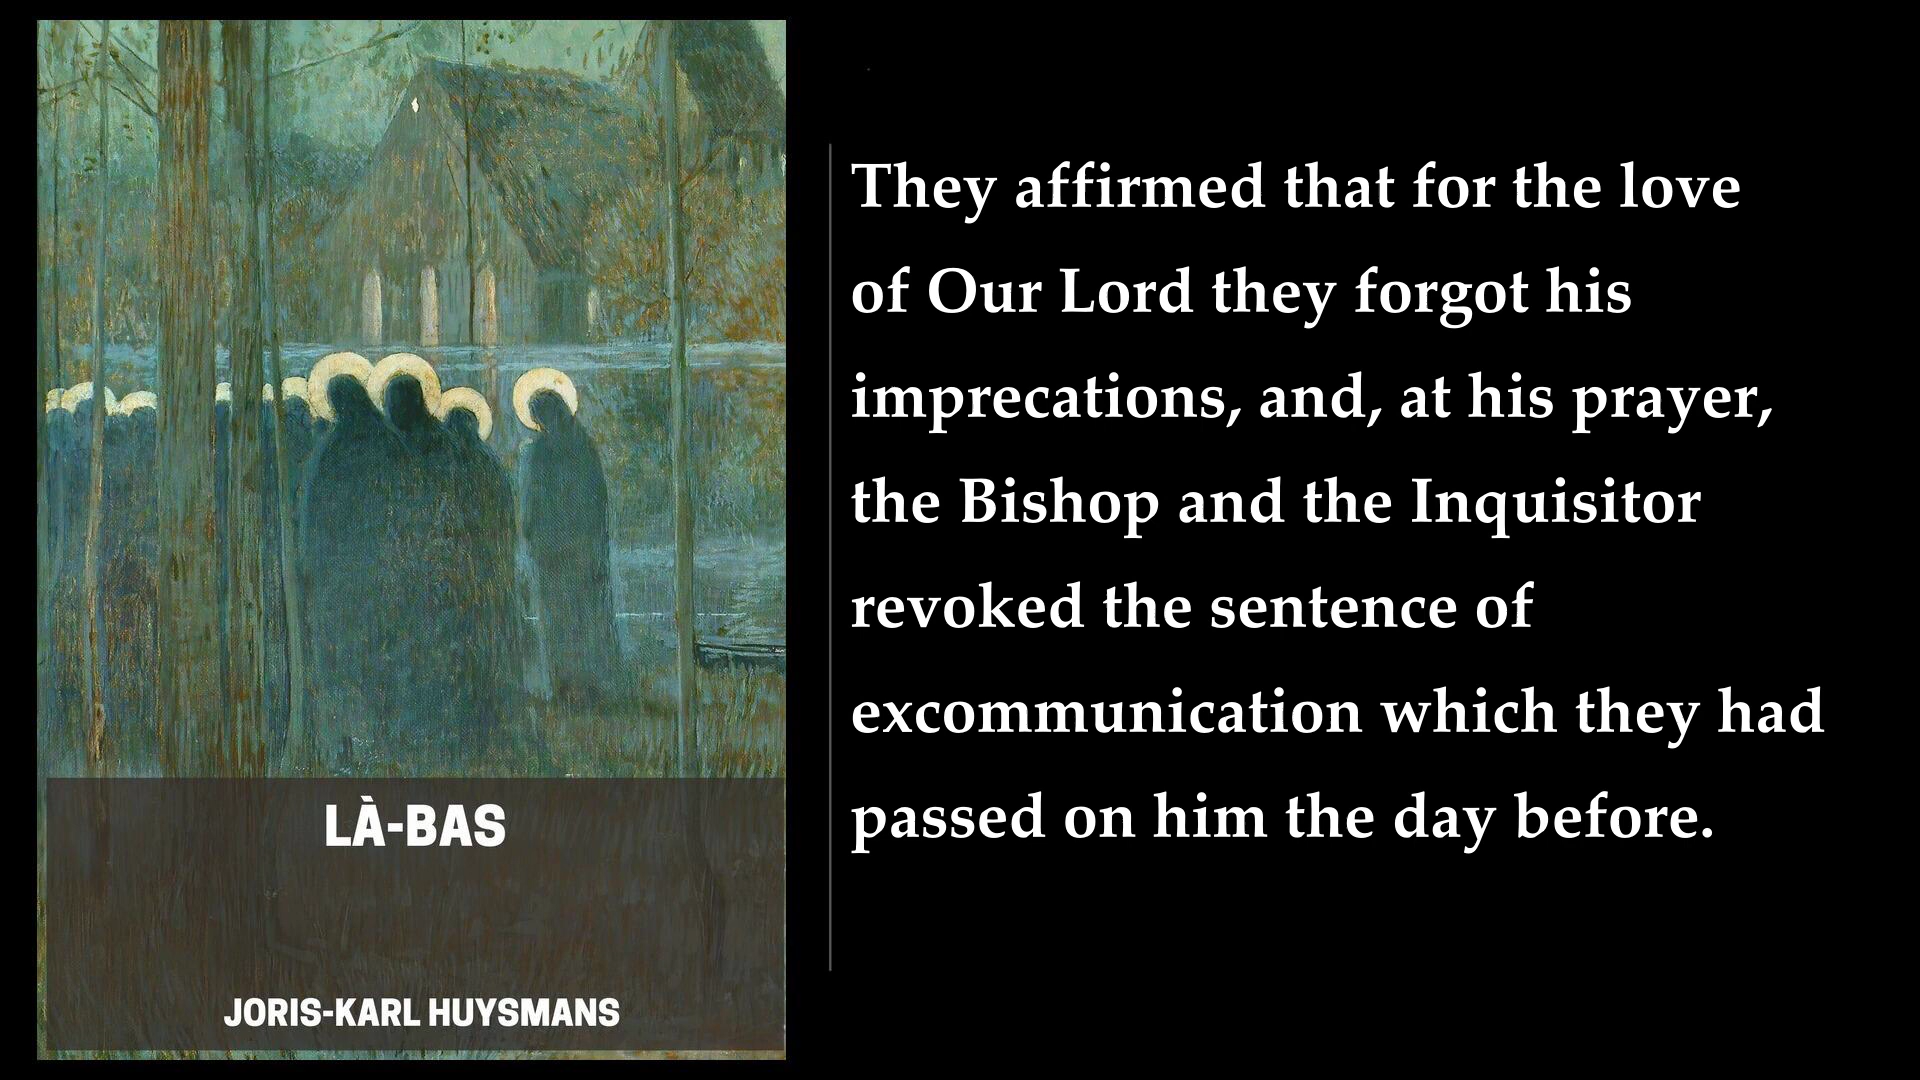 LÀ-BAS
JORIS-KARL HUYSMANS
They affirmed that for the love
of Our Lord they forgot his
imprecations, and, at his prayer,
the Bishop and the Inquisitor
revoked the sentence of
excommunication which they had
passed on him the day before.